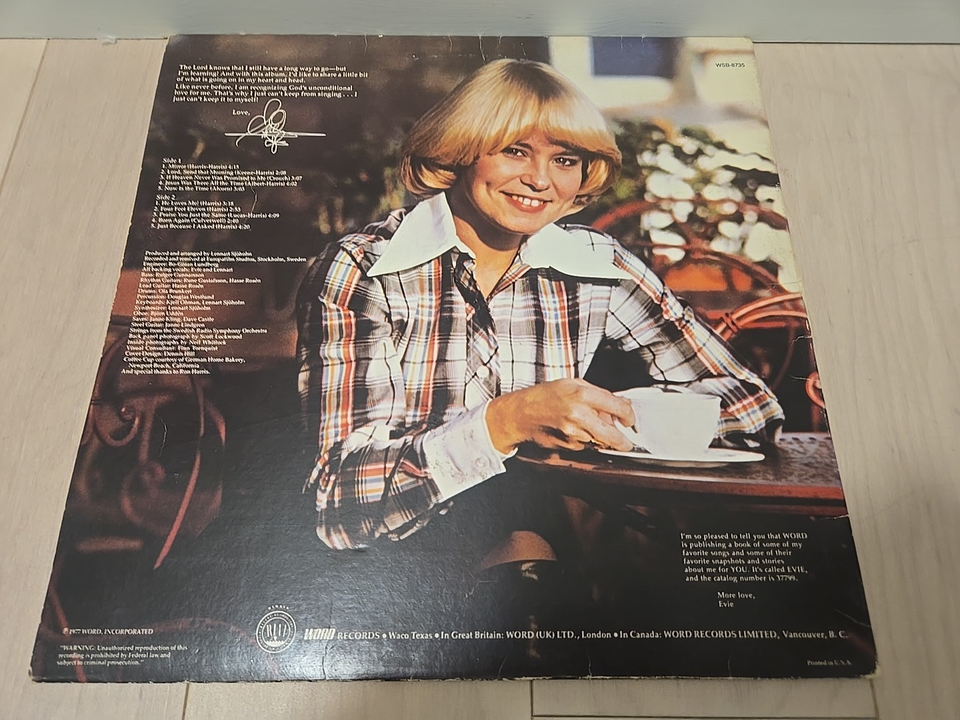 WSB-8735
The Lord knows that I still have a long way to go—but
I'm learning! And with this album, I'd like to share a little bit
of what is going on in my heart and head.
Like never before, I am recognizing God's unconditional
love for me. That's why I just can't keep from singing . . . I
just can't keep it to myself!
Love,
Side 1
1. Mirror (Harris-Harris) 4:15
2. Lord, Send that Morning (Keene-Harris) 2:08
3. If Heaven Never Was Promised to Me (Crouch) 3:07
4. Jesus Was There All the Time (Albert-Harris) 4:02
5. Now Is the Time (Alcorn) 3:03
Side 2
1. He Loves Me! (Harris) 3:18
2. Four Feet Eleven (Harris) 2:53
3. Praise You Just the Same (Lucas-Harris) 4:09
4. Born Again (Culverwell) 2:40
5. Just Because I Asked (Harris) 4:20
Produced and arranged by Lennart Sjöholm
Recorded and remixed at Europafilm Studios, Stockholm, Sweden
Engineer: Bo-Göran Lundberg
All backing vocals: Evie and Lennart
Bass: Rutger Gunnarsson
Rhythm Guitars: Rune Gustafsson, Hasse Rosén
Lead Guitar: Hasse Rosén
Drums: Ola Brunkert
Percussion: Douglas Westlund
Keyboards: Kjell Öhman, Lennart Sjöholm
Synthesizer: Lennart Sjöholm
Oboe: Björn Uddén
Saxes: Janne Kling, Dave Castle
Steel Guitar: Janne Lindgren
Strings from the Swedish Radio Symphony Orchestra
Back panel photograph by Scott Lockwood
Inside photographs by Neill Whitlock
Visual Consultant: Finn Tornquist
Cover Design: Dennis Hill
Coffee Cup courtesy of German Home Bakery,
Newport Beach, California
And special thanks to Ron Harris.
I'm so pleased to tell you that WORD
is publishing a book of some of my
favorite songs and some of their
favorite snapshots and stories
about me for YOU. It's called EVIE,
and the catalog number is 37799.
More love,
Evie
℗ 1977 WORD, INCORPORATED
"WARNING: Unauthorized reproduction of this
recording is prohibited by Federal law and
subject to criminal prosecution."
WORD RECORDS • Waco Texas • In Great Britain: WORD (UK) LTD., London • In Canada: WORD RECORDS LIMITED, Vancouver, B. C.
Printed in U.S.A.